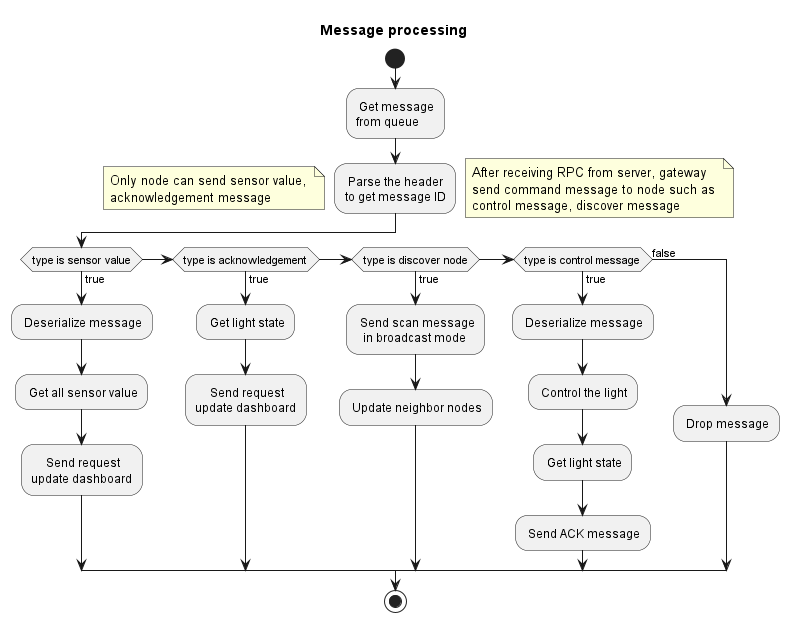 Message processing
Get message
from queue
Only node can send sensor value,
acknowledgement message
Parse the header
to get message ID
After receiving RPC from server, gateway
send command message to node such as
control message, discover message
type is sensor value
type is acknowledgement
type is discover node
type is control message
false
true
true
true
true
Deserialize message
Get light state
Send scan message
in broadcast mode
Deserialize message
Get all sensor value
Send request
update dashboard
Update neighbor nodes
Control the light
Drop message
Send request
update dashboard
Get light state
Send ACK message